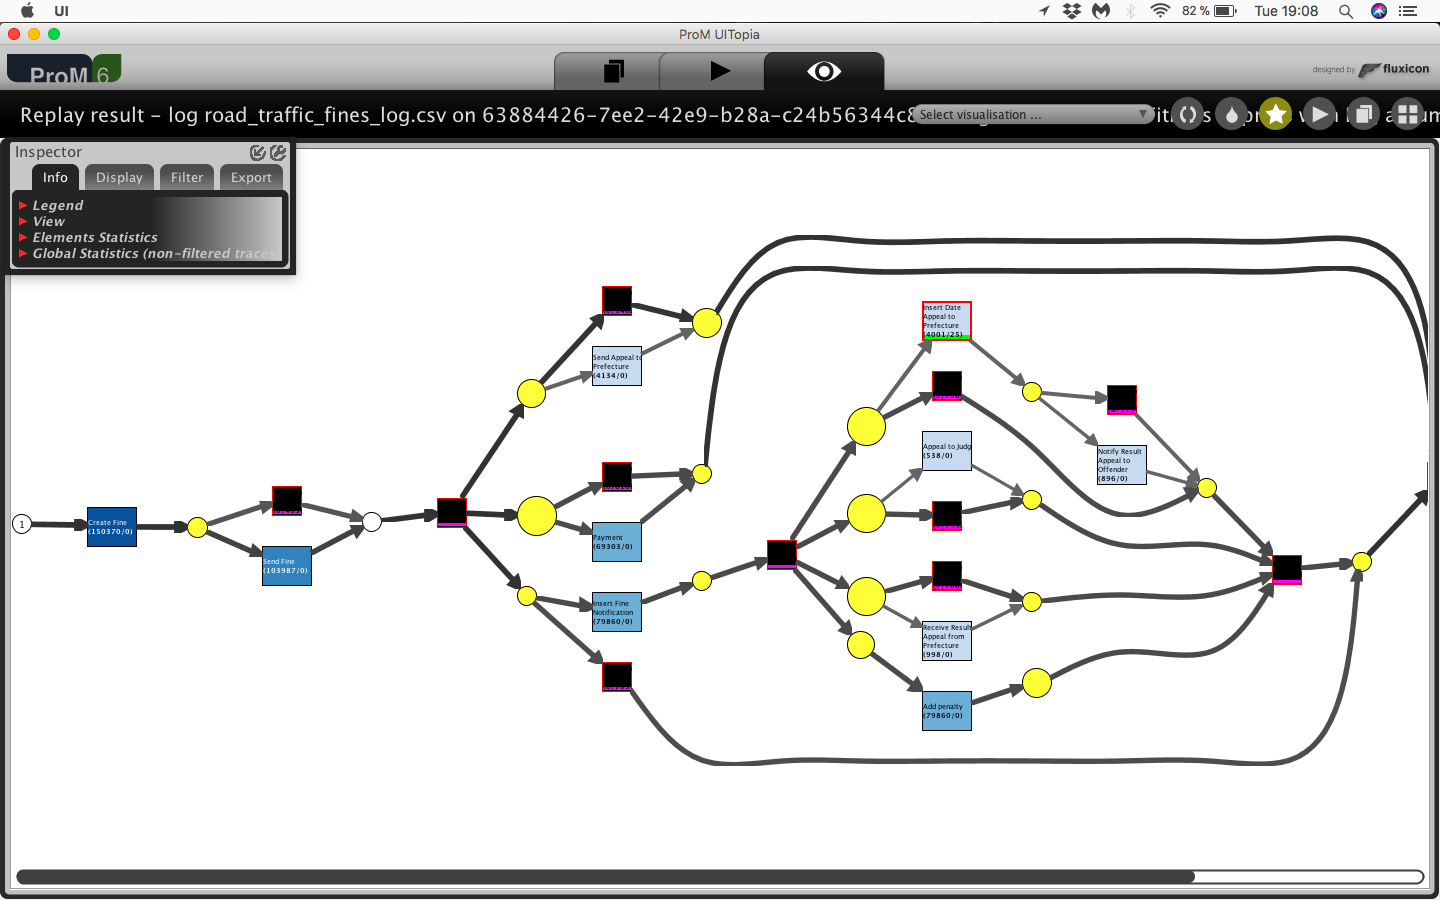 UI
82 %
Tue 19:08
ProM UITopia
ProM 6
designed by fluxicon
Replay result - log road_traffic_fines_log.csv on 63884426-7ee2-42e9-b28a-c24b56344c8
Select visualisation ...
Inspector
Info
Display
Filter
Export
Legend
View
Elements Statistics
Global Statistics (non-filtered traces
Insert Date
Appeal to
Prefecture
(4001/25)
Send Appeal to
Prefecture
(4134/0)
Appeal to Judg
(538/0)
Notify Result
Appeal to
Offender
(896/0)
1
Create Fine
(150370/0)
Send Fine
(103987/0)
Payment
(69303/0)
Insert Fine
Notification
(79860/0)
Receive Result
Appeal from
Prefecture
(998/0)
Add penalty
(79860/0)